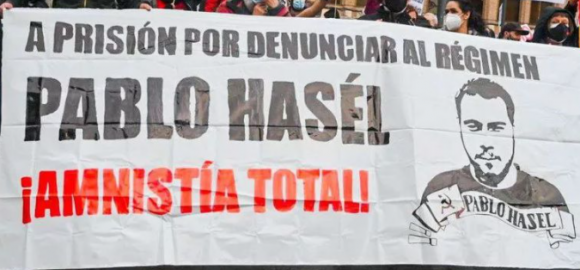 A PRISIÓN POR DENUNCIAR AL RÉGIMEN
PABLO HASÉL
¡AMNISTÍA TOTAL!
PABLO HASEL